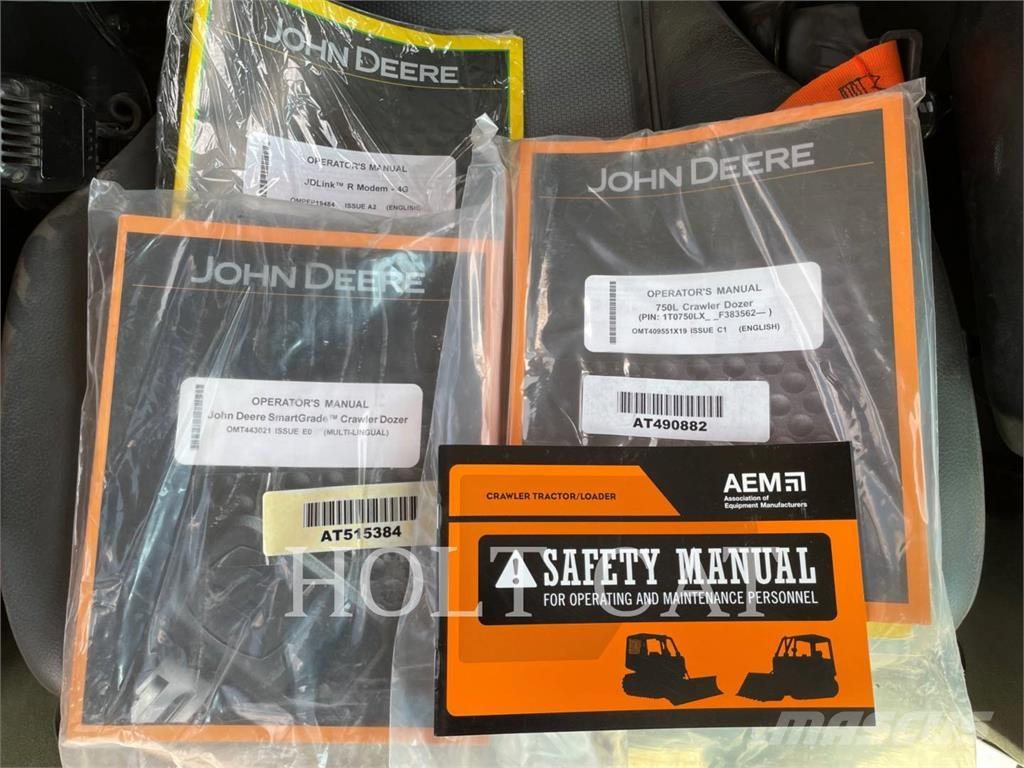 JOHN DEERE
OPERATOR'S MANUAL
JDLink™ R Modem - 4G
OMPFP19484 ISSUE A2 (ENGLISH)
JOHN DEERE
OPERATOR'S MANUAL
750L Crawler Dozer
(PIN: 1T0750LX_ _F383562— )
OMT409551X19 ISSUE C1 (ENGLISH)
AT490882
JOHN DEERE
OPERATOR'S MANUAL
John Deere SmartGrade™ Crawler Dozer
OMT443021 ISSUE E0 (MULTI-LINGUAL)
AT515384
CRAWLER TRACTOR/LOADER
AEM
Association of
Equipment Manufacturers
SAFETY MANUAL
FOR OPERATING AND MAINTENANCE PERSONNEL
HOLT CAT
MASCUS